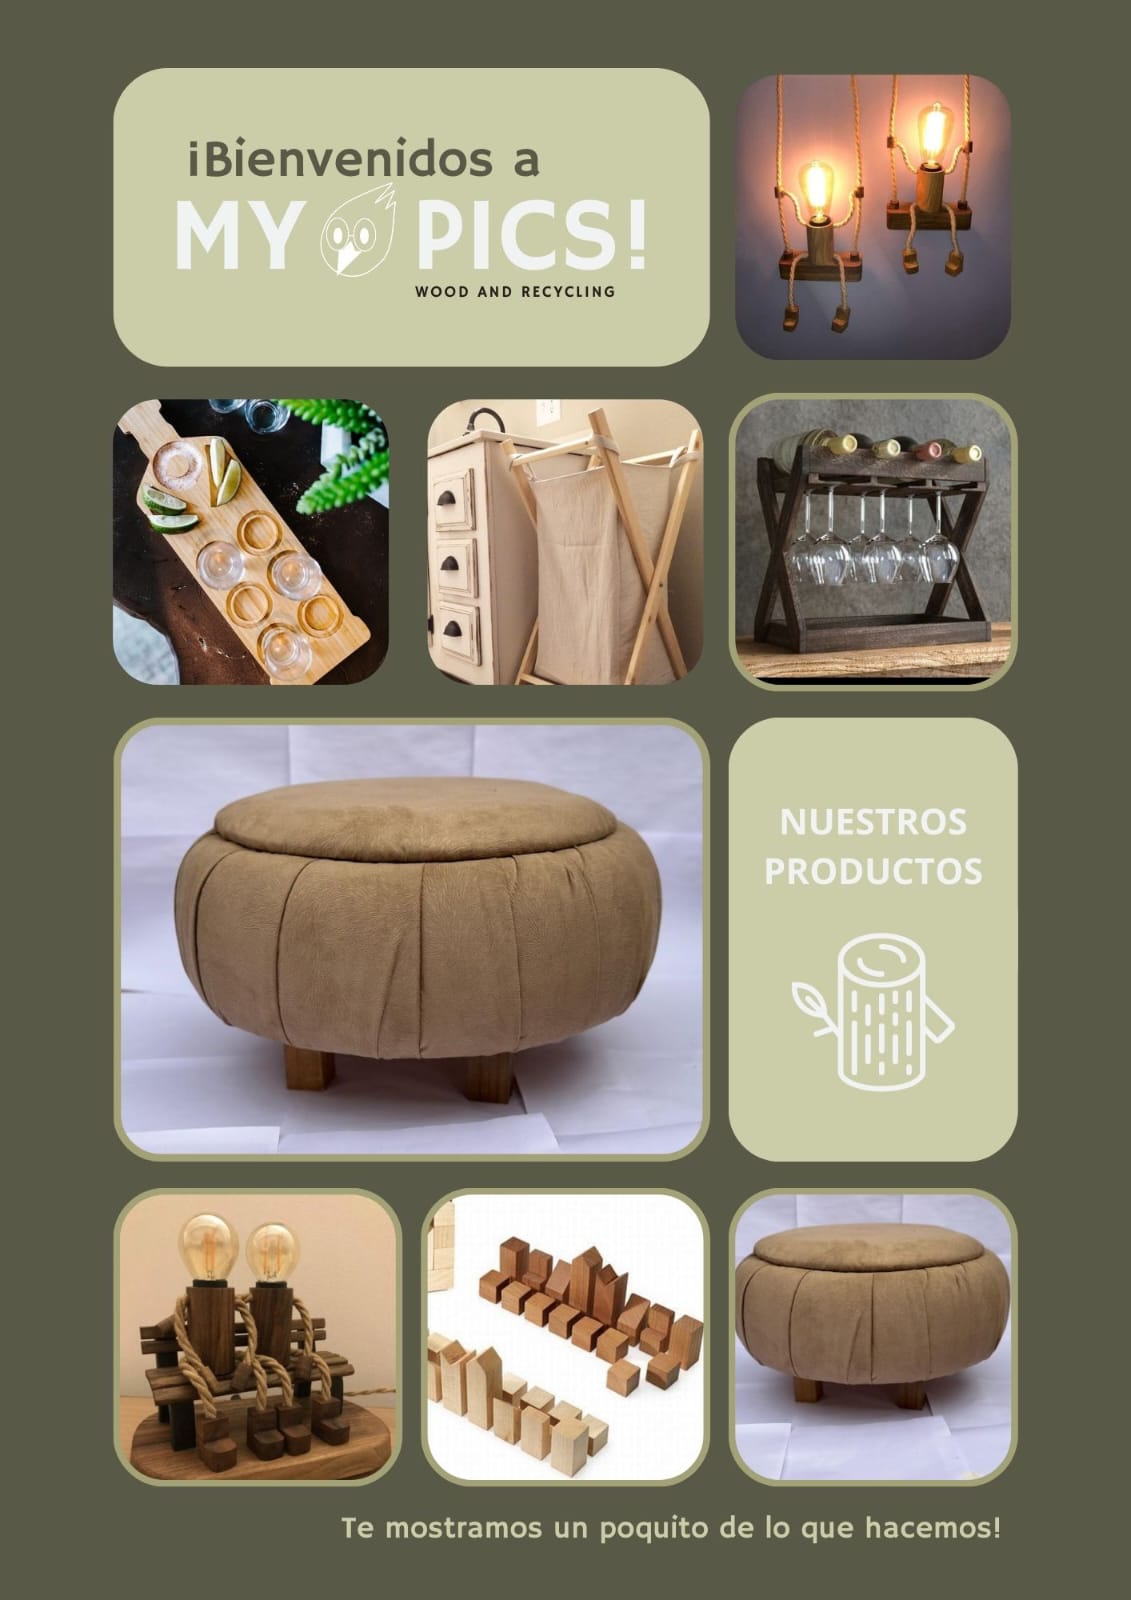 ¡Bienvenidos a
MY PICS!
WOOD AND RECYCLING
NUESTROS
PRODUCTOS
Te mostramos un poquito de lo que hacemos!